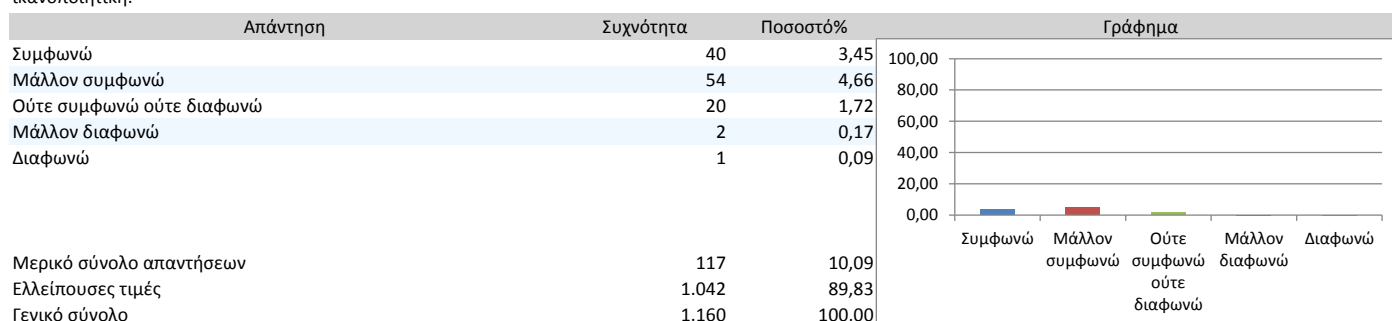 ικανοποιητική.
Απάντηση Συχνότητα Ποσοστό% Γράφημα
Συμφωνώ 40 3,45
Μάλλον συμφωνώ 54 4,66
Ούτε συμφωνώ ούτε διαφωνώ 20 1,72
Μάλλον διαφωνώ 2 0,17
Διαφωνώ 1 0,09
Μερικό σύνολο απαντήσεων 117 10,09
Ελλείπουσες τιμές 1.042 89,83
Γενικό σύνολο 1.160 100,00
100,00
80,00
60,00
40,00
20,00
0,00
Συμφωνώ Μάλλον Ούτε Μάλλον Διαφωνώ
συμφωνώ συμφωνώ διαφωνώ
ούτε
διαφωνώ